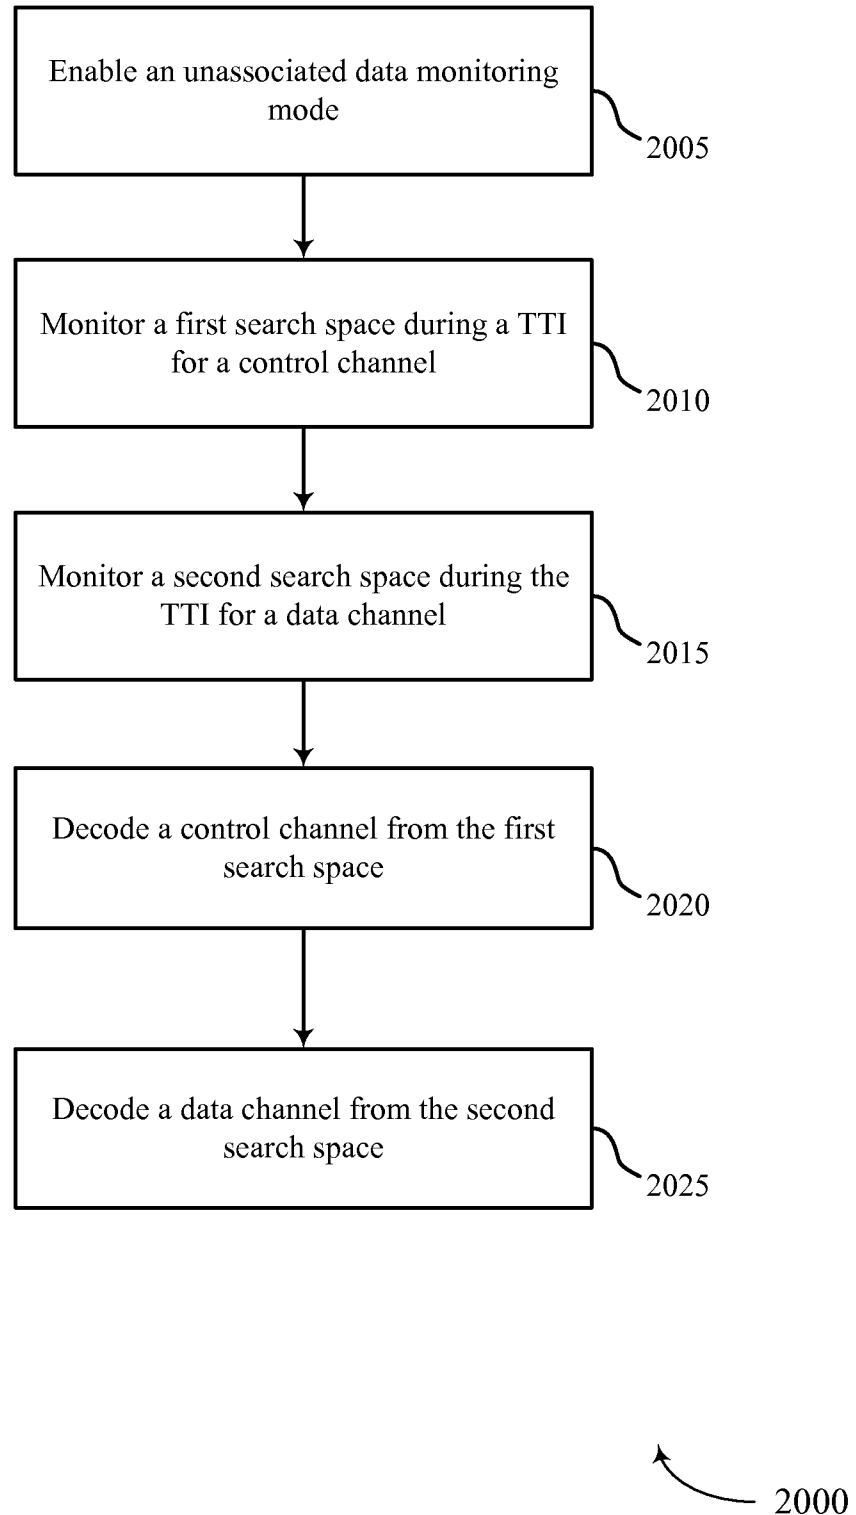 Enable an unassociated data monitoring
mode
2005
Monitor a first search space during a TTI
for a control channel
2010
Monitor a second search space during the
TTI for a data channel
2015
Decode a control channel from the first
search space
2020
Decode a data channel from the second
search space
2025
2000